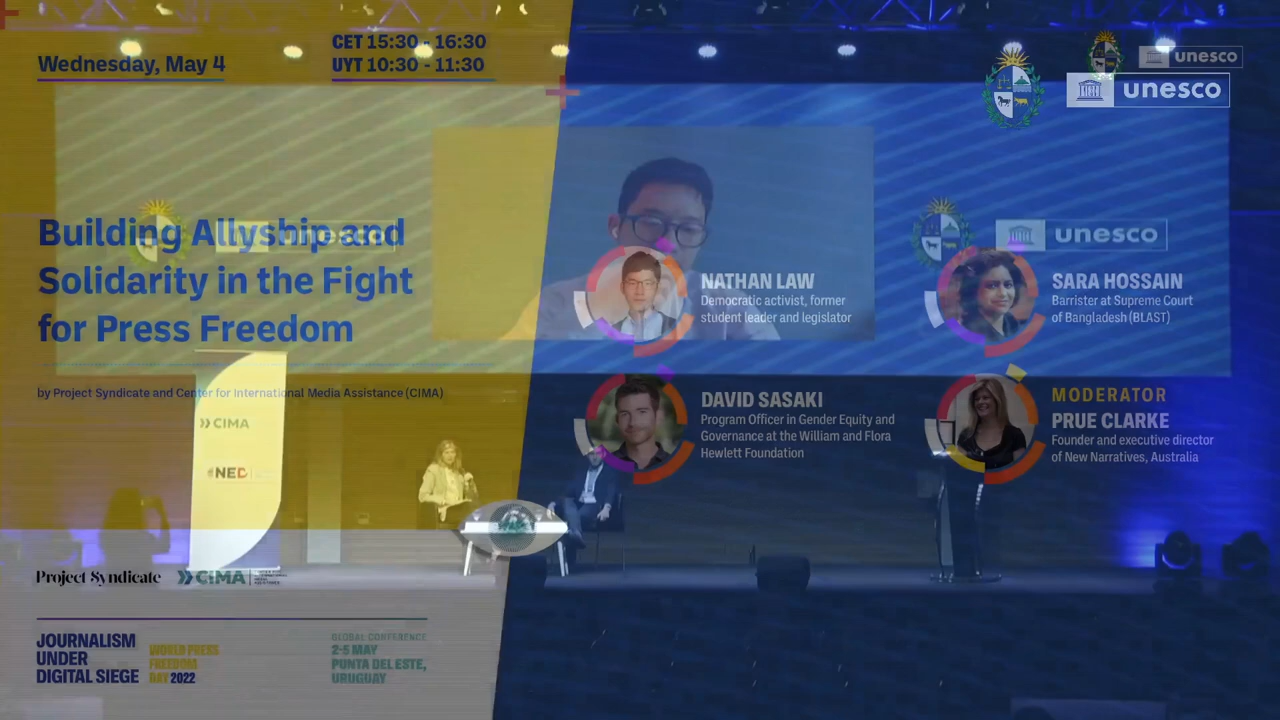 Wednesday, May 4
CET 15:30 - 16:30
UYT 10:30 - 11:30
unesco
unesco
Building Allyship and
Solidarity in the Fight
for Press Freedom
by Project Syndicate and Center for International Media Assistance (CIMA)
unesco
unesco
NATHAN LAW
Democratic activist, former
student leader and legislator
SARA HOSSAIN
Barrister at Supreme Court
of Bangladesh (BLAST)
DAVID SASAKI
Program Officer in Gender Equity and
Governance at the William and Flora
Hewlett Foundation
MODERATOR
PRUE CLARKE
Founder and executive director
of New Narratives, Australia
CIMA
NED
Project Syndicate
CIMA
JOURNALISM
UNDER
DIGITAL SIEGE
WORLD PRESS
FREEDOM
DAY 2022
GLOBAL CONFERENCE
2-5 MAY
PUNTA DEL ESTE,
URUGUAY